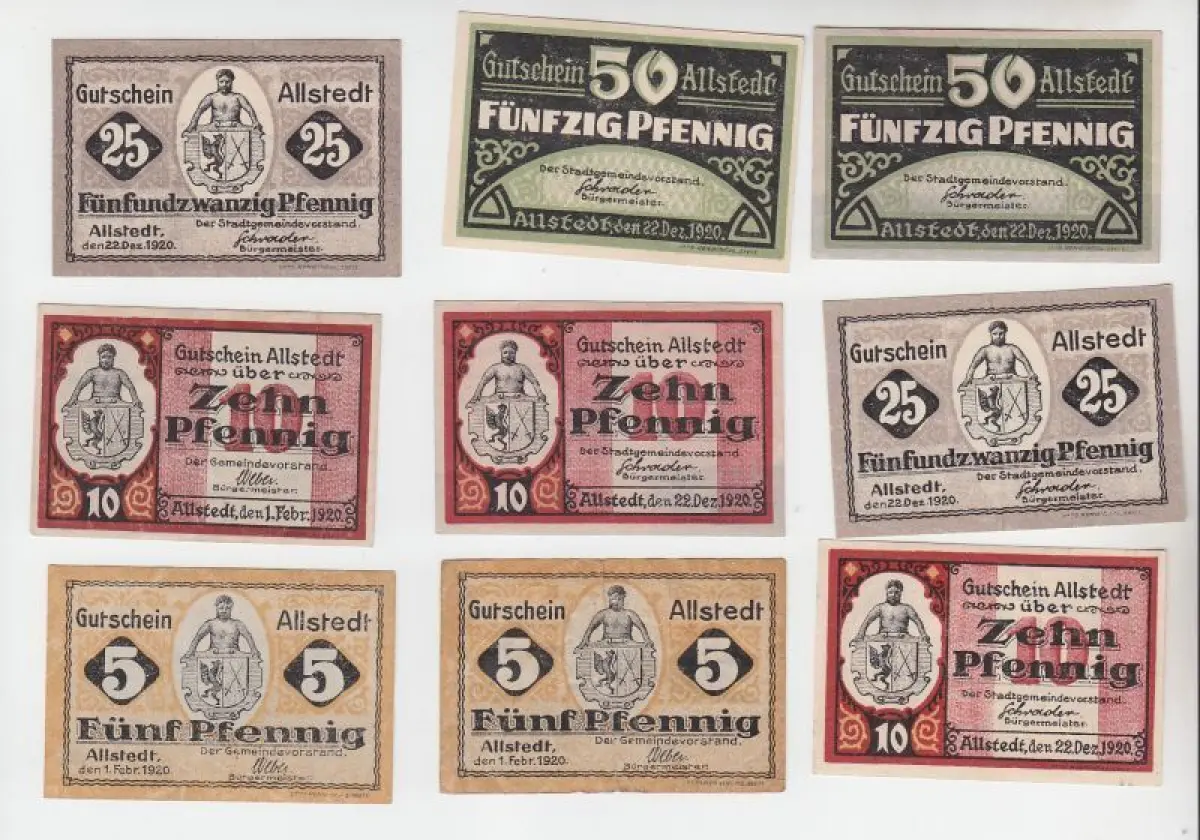 Gutschein Allstedt
25 25
Fünfundzwanzig Pfennig
Allstedt, Der Stadtgemeindevorstand.
den 22.Dez.1920. Schrader
Bürgermeister.
Gutschein 50 Allstedt
FÜNFZIG PFENNIG
Der Stadtgemeindevorstand.
Schrader
Bürgermeister.
Allstedt, den 22.Dez.1920.
Gutschein 50 Allstedt
FÜNFZIG PFENNIG
Der Stadtgemeindevorstand.
Schrader
Bürgermeister.
Allstedt, den 22.Dez.1920.
Gutschein Allstedt
über
10
Zehn
Pfennig
Der Gemeindevorstand.
Weber
Bürgermeister.
10 Allstedt, den 1.Febr.1920.
Gutschein Allstedt
über
10
Zehn
Pfennig
Der Stadtgemeindevorstand.
Schrader
Bürgermeister.
10 Allstedt, den 22.Dez.1920.
Gutschein Allstedt
25 25
Fünfundzwanzig Pfennig
Allstedt, Der Stadtgemeindevorstand.
den 22.Dez.1920. Schrader
Bürgermeister.
Gutschein Allstedt
5 5
Fünf Pfennig
Allstedt, Der Gemeindevorstand.
den 1.Febr.1920. Weber
Bürgermeister.
Gutschein Allstedt
5 5
Fünf Pfennig
Allstedt, Der Gemeindevorstand.
den 1.Febr.1920. Weber
Bürgermeister.
Gutschein Allstedt
über
10
Zehn
Pfennig
Der Stadtgemeindevorstand.
Schrader
Bürgermeister.
10 Allstedt, den 22.Dez.1920.